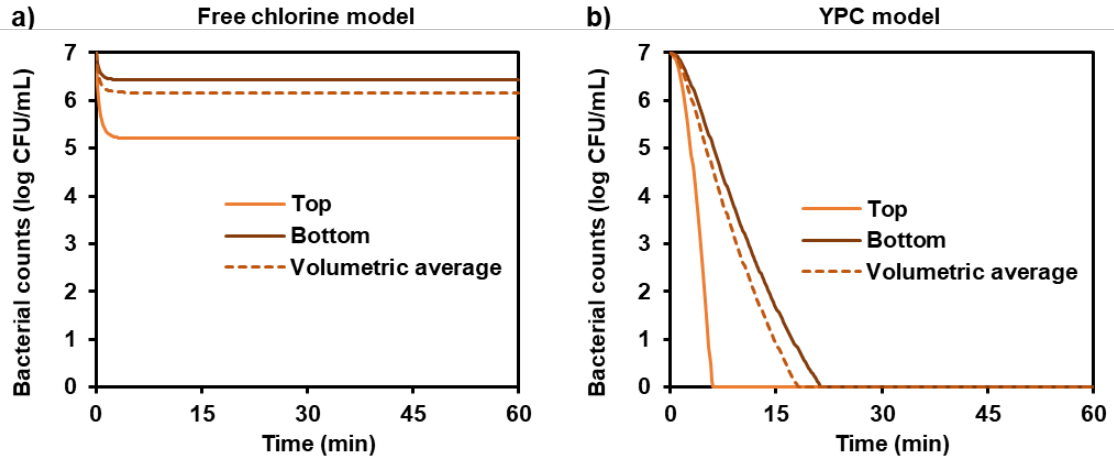 a)
Free chlorine model
Bacterial counts (log CFU/mL)
7
6
5
4
3
2
1
0
Top
Bottom
Volumetric average
0
15
30
45
60
Time (min)
b)
YPC model
Bacterial counts (log CFU/mL)
7
6
5
4
3
2
1
0
Top
Bottom
Volumetric average
0
15
30
45
60
Time (min)